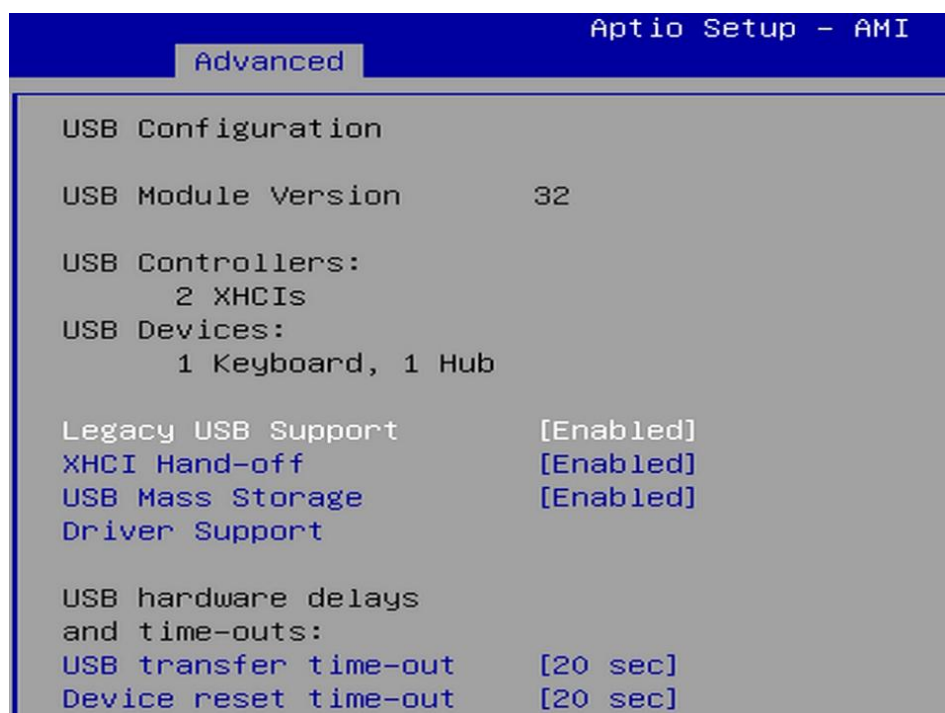 Aptio Setup – AMI
Advanced
USB Configuration
USB Module Version 32
USB Controllers:
2 XHCIs
USB Devices:
1 Keyboard, 1 Hub
Legacy USB Support [Enabled]
XHCI Hand-off [Enabled]
USB Mass Storage [Enabled]
Driver Support
USB hardware delays
and time-outs:
USB transfer time-out [20 sec]
Device reset time-out [20 sec]